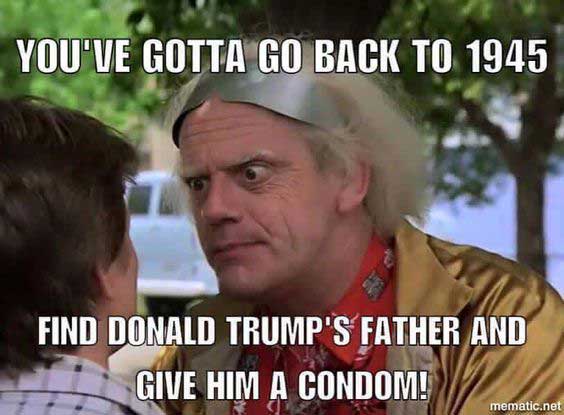 YOU'VE GOTTA GO BACK TO 1945
FIND DONALD TRUMP'S FATHER AND
GIVE HIM A CONDOM!
mematic.net